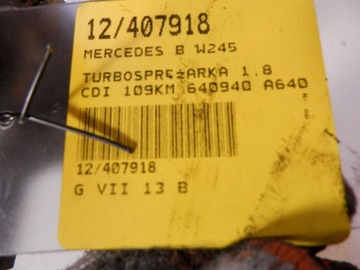 12/407918
MERCEDES B W245
TURBOSPRĘŻARKA 1.8
CDI 109KM 640940 A640
12/407918
G VII 13 B